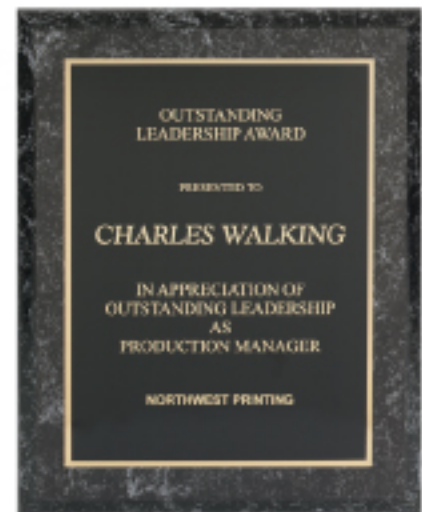 OUTSTANDING
LEADERSHIP AWARD
PRESENTED TO
CHARLES WALKING
IN APPRECIATION OF
OUTSTANDING LEADERSHIP
AS
PRODUCTION MANAGER
NORTHWEST PRINTING